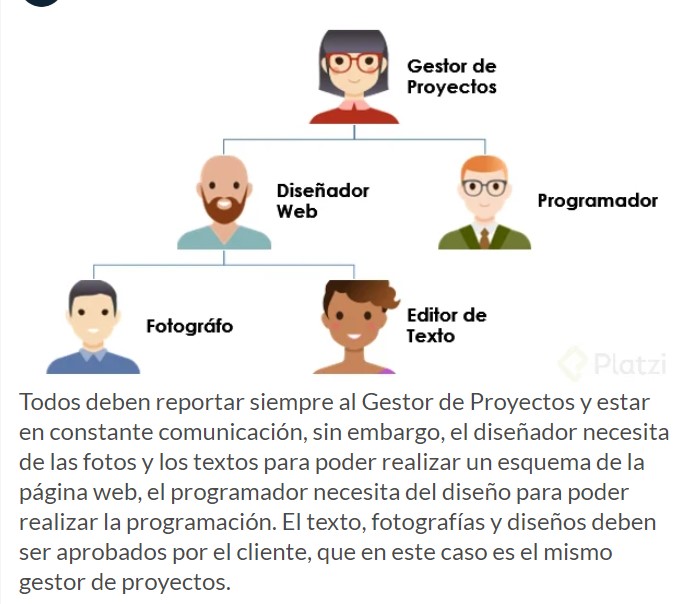 Gestor de
Proyectos
Diseñador
Web
Programador
Fotográfo
Editor de
Texto
Platzi
Todos deben reportar siempre al Gestor de Proyectos y estar
en constante comunicación, sin embargo, el diseñador necesita
de las fotos y los textos para poder realizar un esquema de la
página web, el programador necesita del diseño para poder
realizar la programación. El texto, fotografías y diseños deben
ser aprobados por el cliente, que en este caso es el mismo
gestor de proyectos.